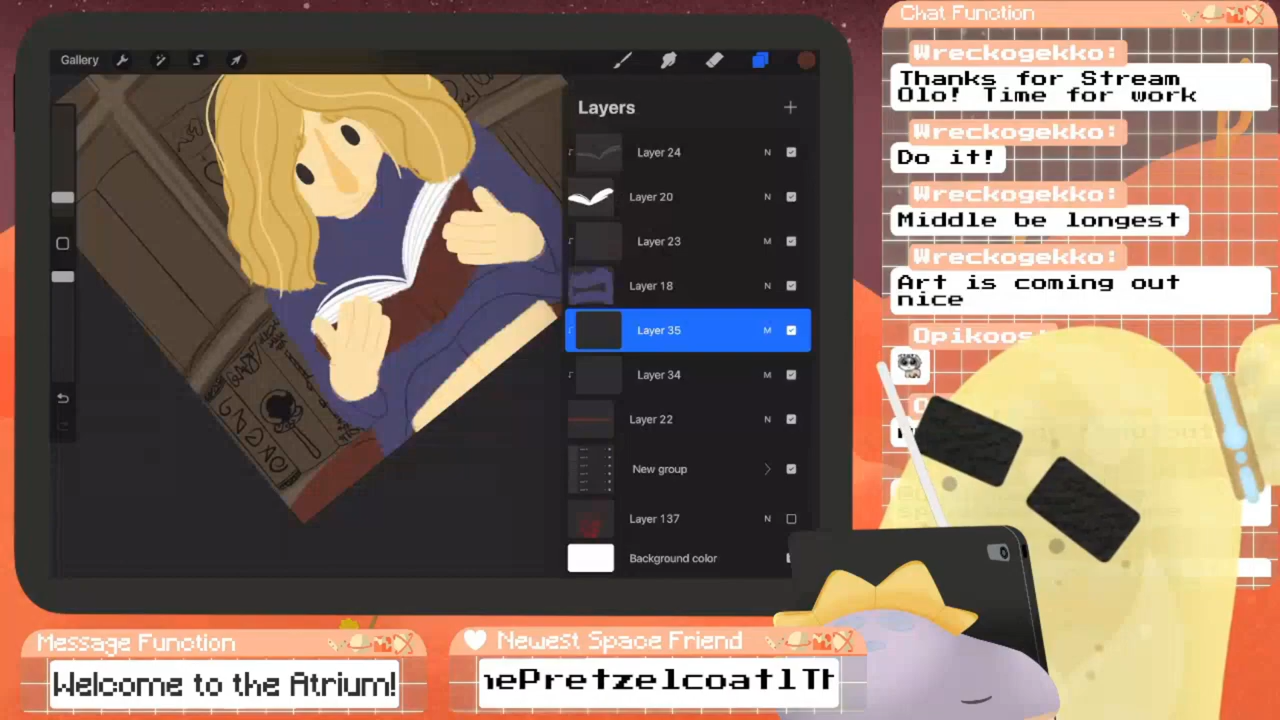 Gallery
Layers
Layer 24 N
Layer 20 N
Layer 23 M
Layer 18 N
Layer 35 M
Layer 34 M
Layer 22 N
New group
Layer 137 N
Background color
Chat Function
Wreckogekko:
Thanks for Stream
Olo! Time for work
Wreckogekko:
Do it!
Wreckogekko:
Middle be longest
Wreckogekko:
Art is coming out
nice
Opikoos:
Message Function
Welcome to the Atrium!
Newest Space Friend
ePretzelcoatlTh